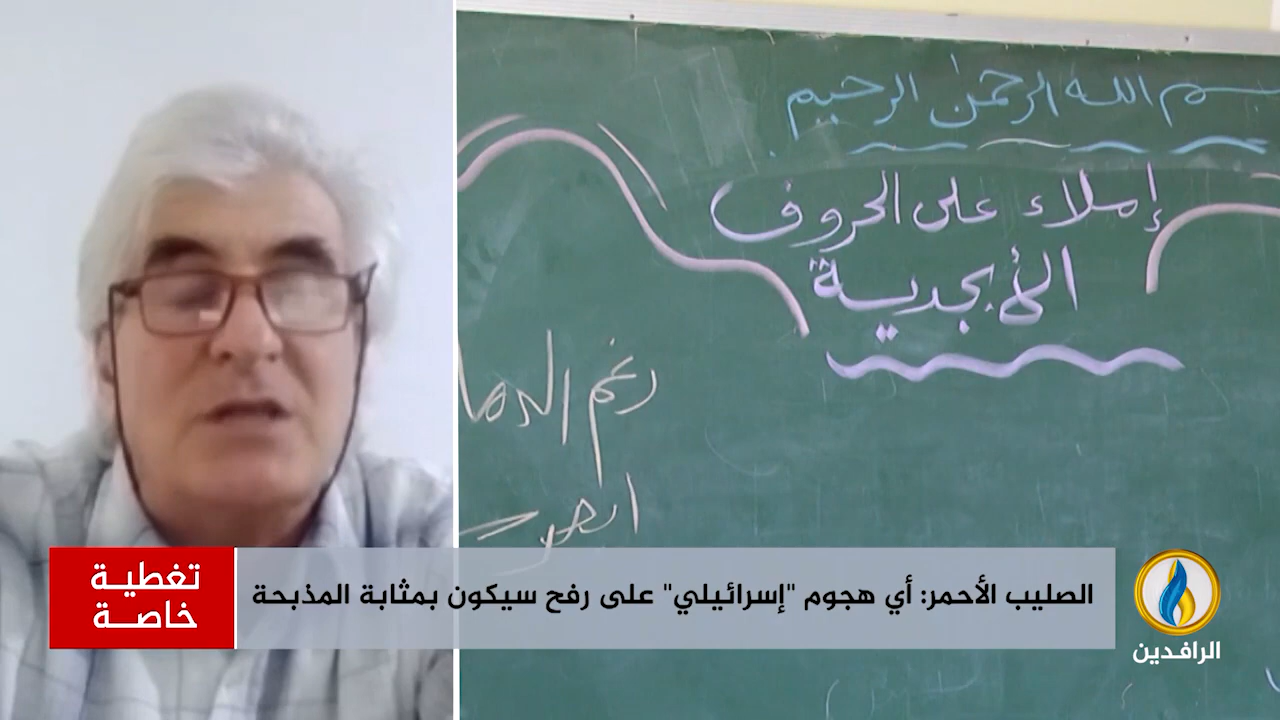 بسم الله الرحمن الرحيم
إملاء على الحروف
الأبجدية
رغم
تغطية
خاصة
الصليب الأحمر: أي هجوم "إسرائيلي" على رفح سيكون بمثابة المذبحة
الرافدين